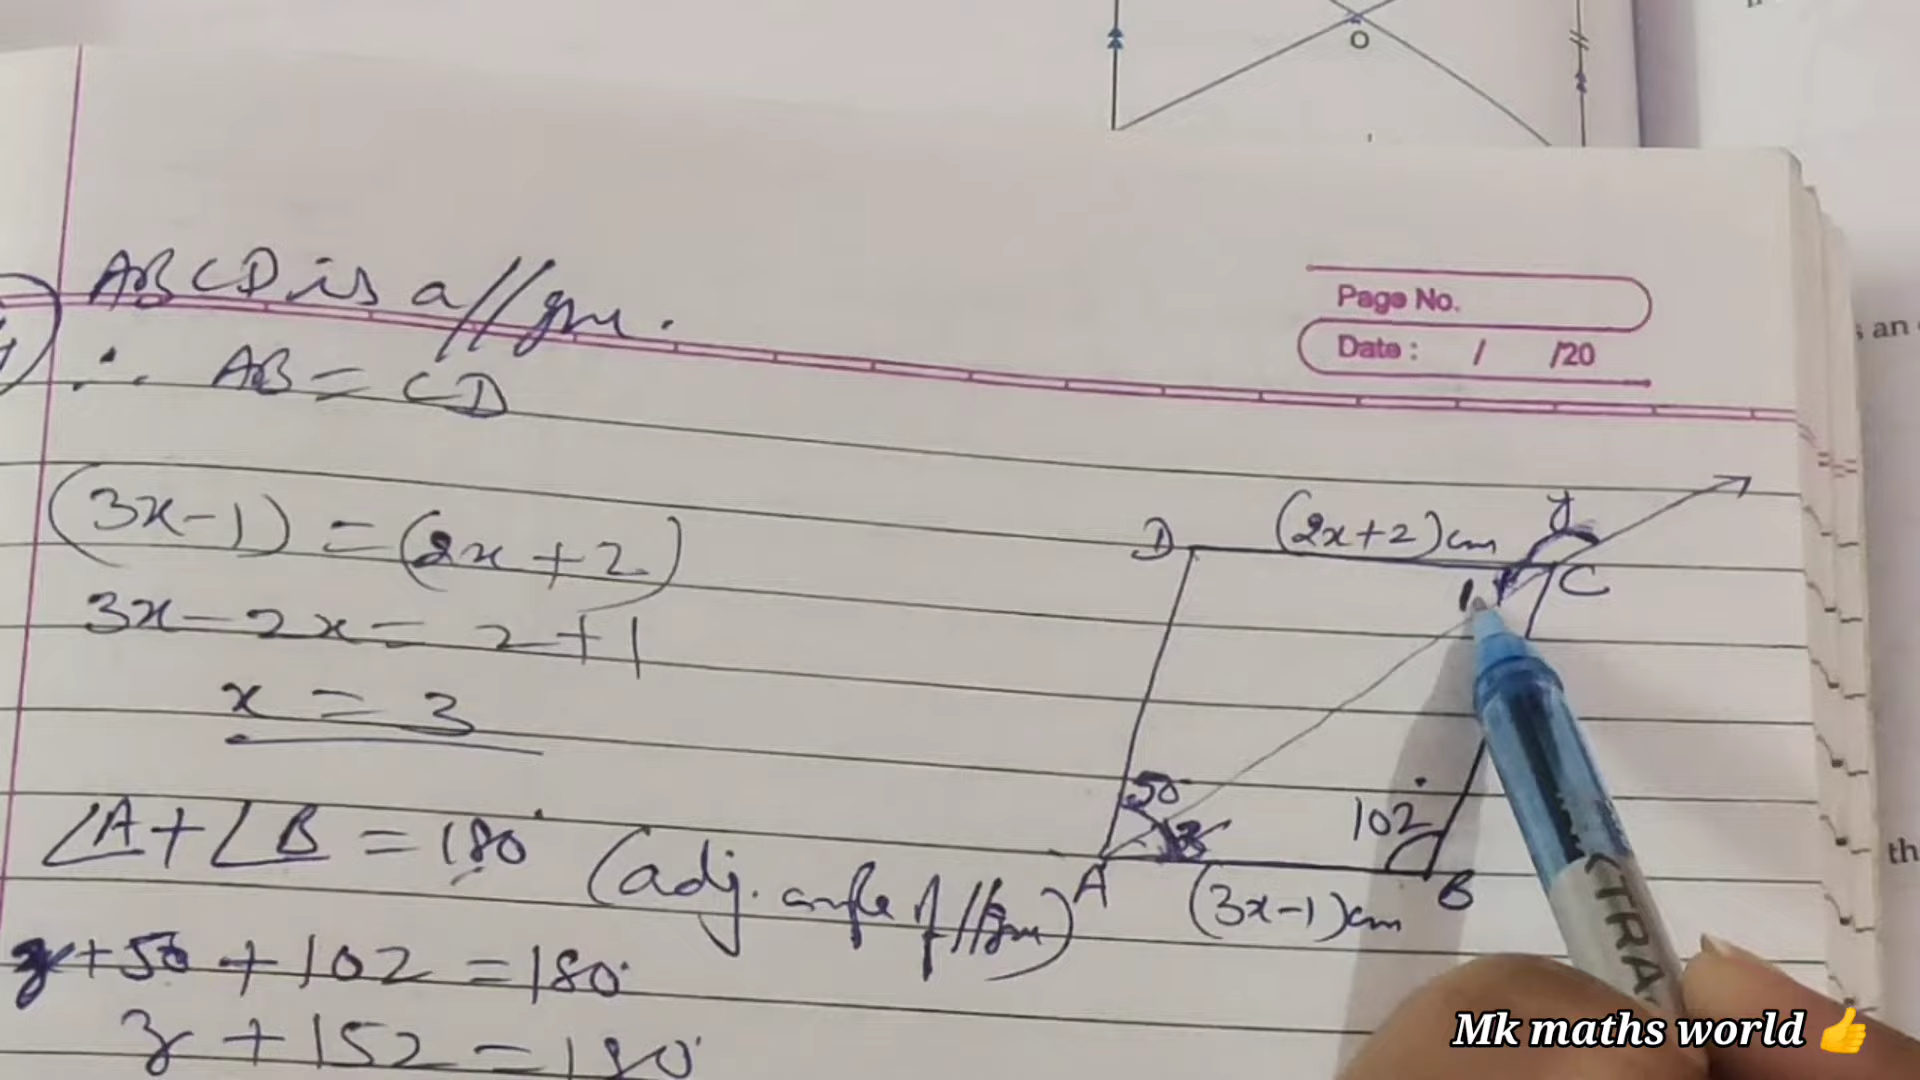 O
ABCD is a //gm.
Page No.
Date : / /20
∴ AB = CD
(3x-1) = (2x+2)
3x-2x = 2+1
x = 3
D (2x+2)cm y C
1
50
z 102°
A (3x-1)cm B
∠A+∠B = 180° (adj. angle of //gm)
z+50+102 = 180°
z+152 = 180°
s an
th
Mk maths world 👍